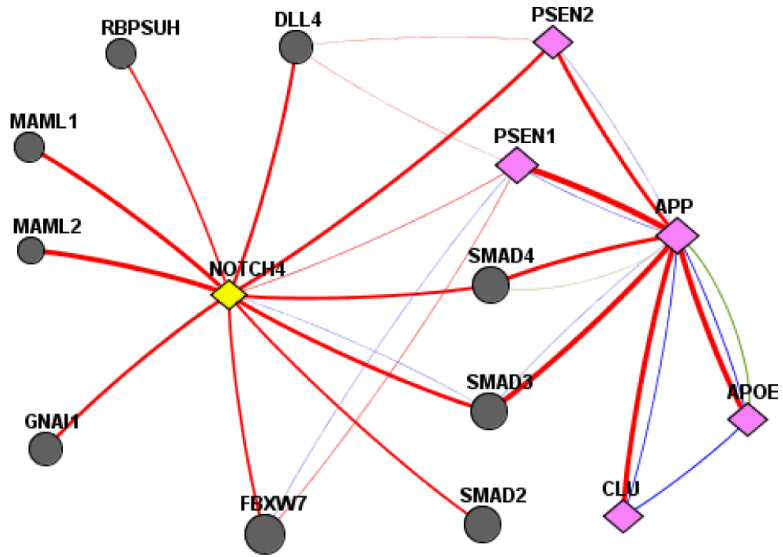 PSEN2
DLL4
RBPSUH
MAML1
PSEN1
APP
MAML2
SMAD4
NOTCH4
SMAD3
APOE
GNAI1
CLU
SMAD2
FBXW7